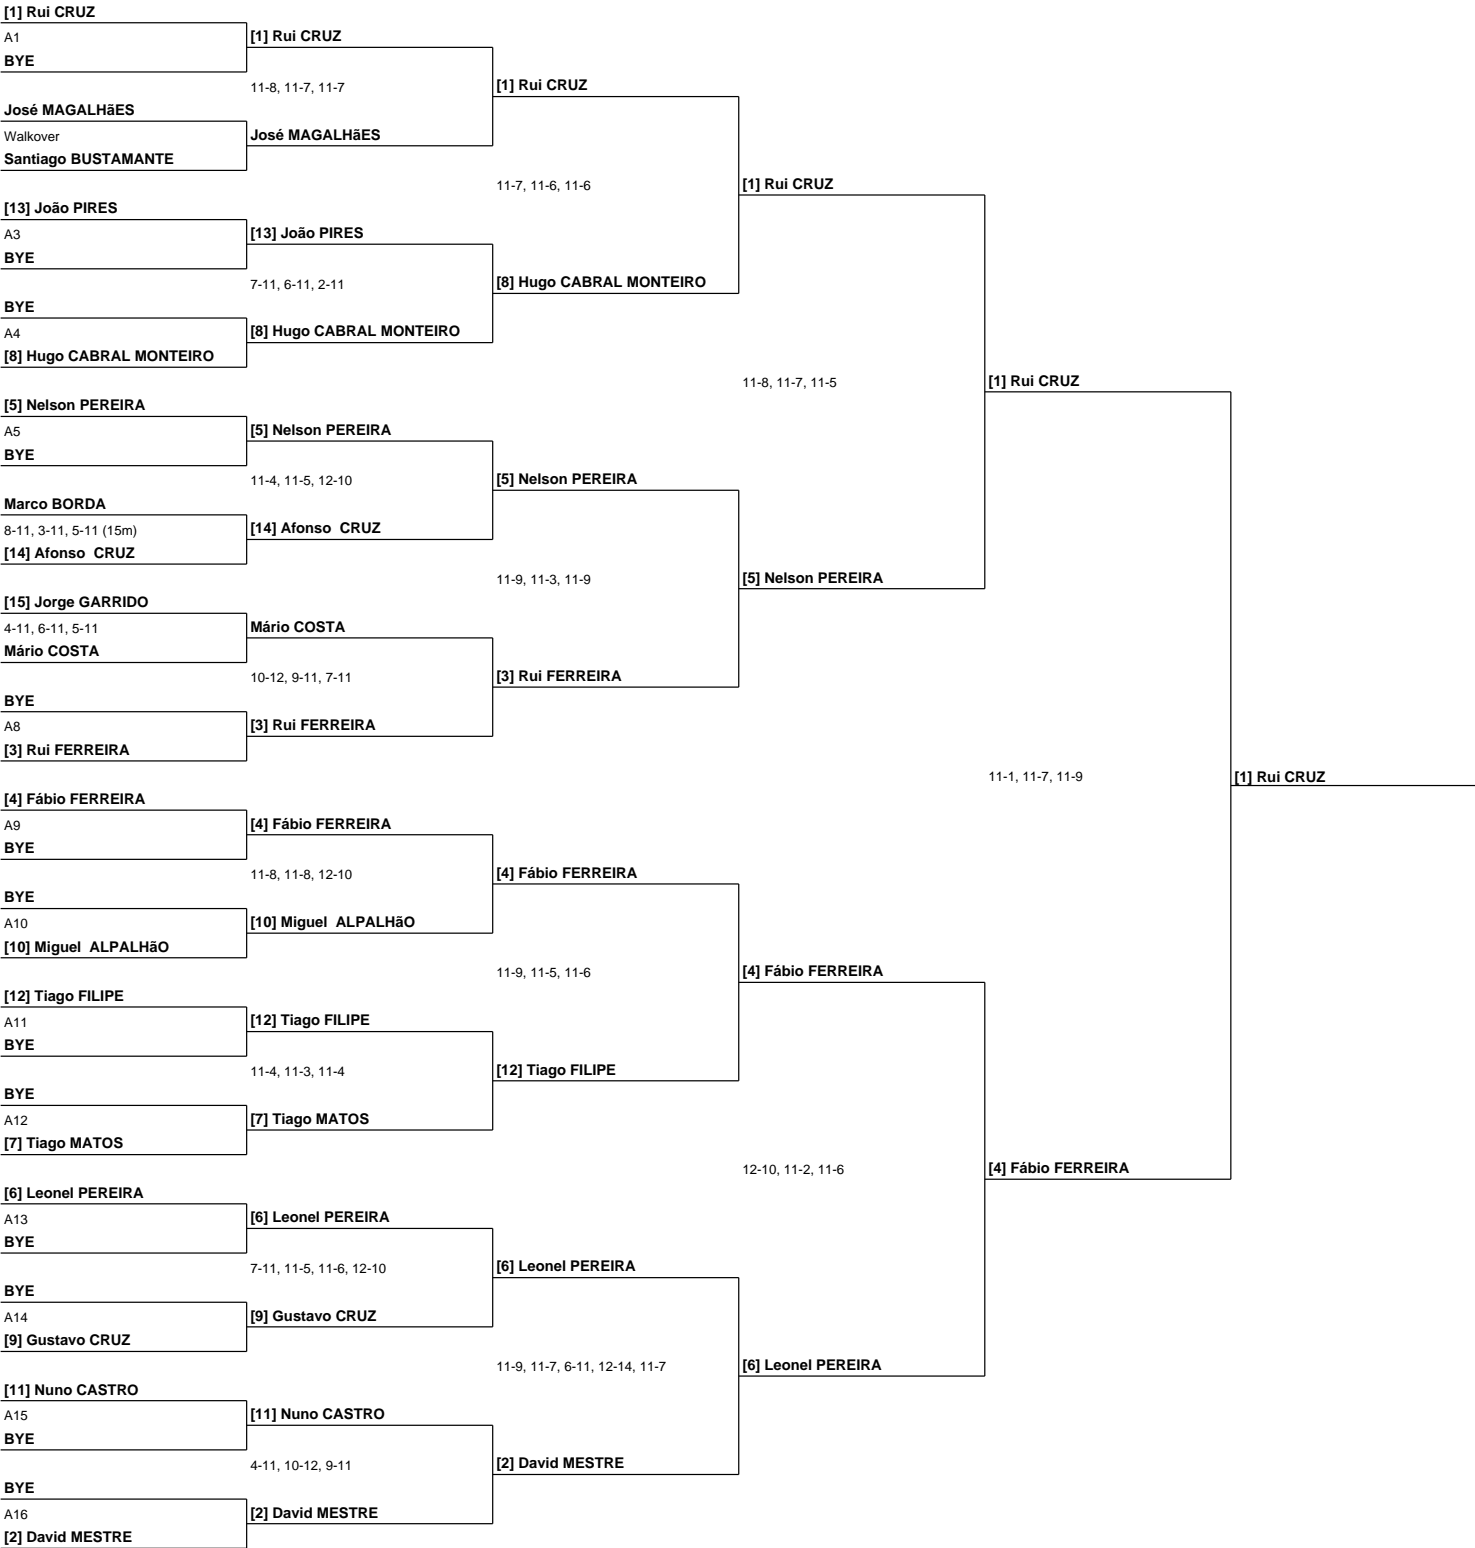 [1] Rui CRUZ
A1
BYE
José MAGALHãES
Walkover
Santiago BUSTAMANTE
[13] João PIRES
A3
BYE
BYE
A4
[8] Hugo CABRAL MONTEIRO
[5] Nelson PEREIRA
A5
BYE
Marco BORDA
8-11, 3-11, 5-11 (15m)
[14] Afonso  CRUZ
[15] Jorge GARRIDO
4-11, 6-11, 5-11
Mário COSTA
BYE
A8
[3] Rui FERREIRA
[4] Fábio FERREIRA
A9
BYE
BYE
A10
[10] Miguel  ALPALHãO
[12] Tiago FILIPE
A11
BYE
BYE
A12
[7] Tiago MATOS
[6] Leonel PEREIRA
A13
BYE
BYE
A14
[9] Gustavo CRUZ
[11] Nuno CASTRO
A15
BYE
BYE
A16
[2] David MESTRE
[1] Rui CRUZ
11-8, 11-7, 11-7
José MAGALHãES
[13] João PIRES
7-11, 6-11, 2-11
[8] Hugo CABRAL MONTEIRO
[5] Nelson PEREIRA
11-4, 11-5, 12-10
[14] Afonso  CRUZ
Mário COSTA
10-12, 9-11, 7-11
[3] Rui FERREIRA
[4] Fábio FERREIRA
11-8, 11-8, 12-10
[10] Miguel  ALPALHãO
[12] Tiago FILIPE
11-4, 11-3, 11-4
[7] Tiago MATOS
[6] Leonel PEREIRA
7-11, 11-5, 11-6, 12-10
[9] Gustavo CRUZ
[11] Nuno CASTRO
4-11, 10-12, 9-11
[2] David MESTRE
[1] Rui CRUZ
11-7, 11-6, 11-6
[8] Hugo CABRAL MONTEIRO
[5] Nelson PEREIRA
11-9, 11-3, 11-9
[3] Rui FERREIRA
[4] Fábio FERREIRA
11-9, 11-5, 11-6
[12] Tiago FILIPE
[6] Leonel PEREIRA
11-9, 11-7, 6-11, 12-14, 11-7
[2] David MESTRE
[1] Rui CRUZ
11-8, 11-7, 11-5
[5] Nelson PEREIRA
[4] Fábio FERREIRA
12-10, 11-2, 11-6
[6] Leonel PEREIRA
[1] Rui CRUZ
11-1, 11-7, 11-9
[4] Fábio FERREIRA
[1] Rui CRUZ